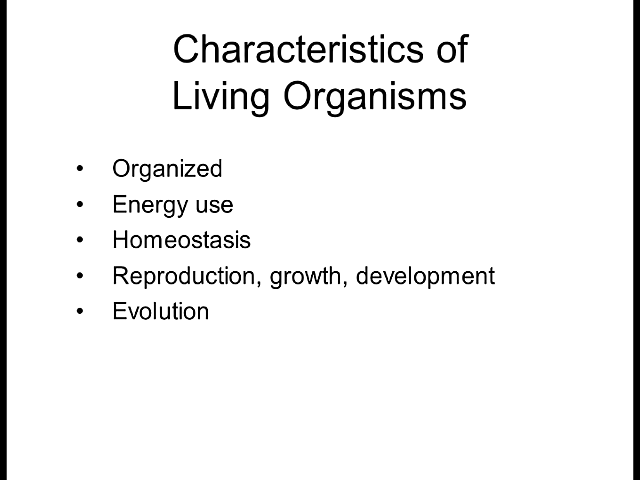 Characteristics of
Living Organisms
• Organized
• Energy use
• Homeostasis
• Reproduction, growth, development
• Evolution